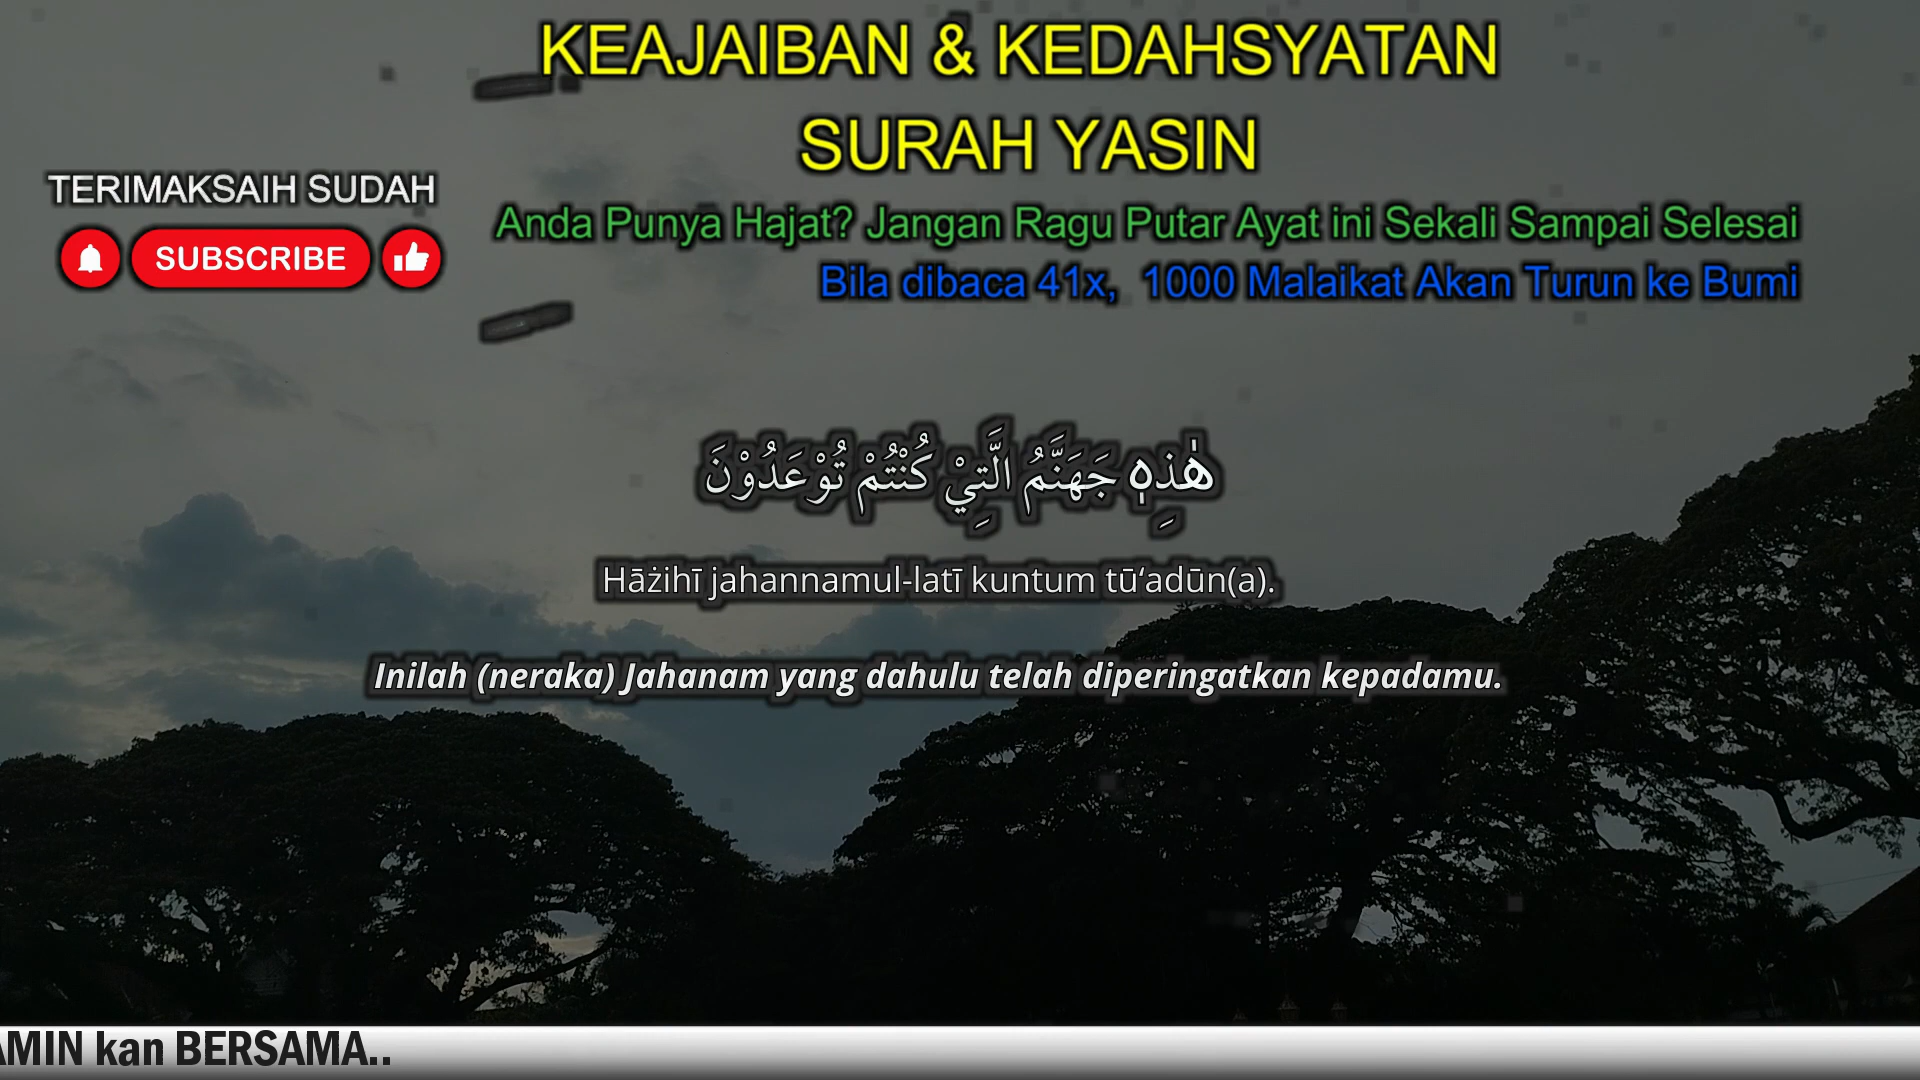 KEAJAIBAN & KEDAHSYATAN
SURAH YASIN
TERIMAKSAIH SUDAH
SUBSCRIBE
Anda Punya Hajat? Jangan Ragu Putar Ayat ini Sekali Sampai Selesai
Bila dibaca 41x, 1000 Malaikat Akan Turun ke Bumi
هٰذِهٖ جَهَنَّمُ الَّتِيْ كُنْتُمْ تُوْعَدُوْنَ
Hāżihī jahannamul-latī kuntum tū‘adūn(a).
Inilah (neraka) Jahanam yang dahulu telah diperingatkan kepadamu.
AMIN kan BERSAMA..